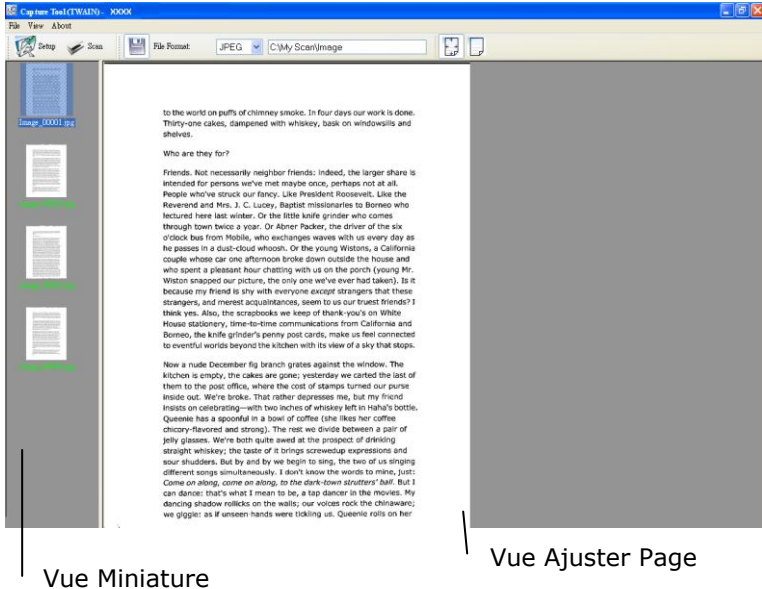 Capture Tool(TWAIN)- XXXX
File View About
Setup Scan File Format: JPEG C:\My Scan\Image
Image_00001.jpg
to the world on puffs of chimney smoke. In four days our work is done.
Thirty-one cakes, dampened with whiskey, bask on windowsills and
shelves.
Who are they for?
Friends. Not necessarily neighbor friends: indeed, the larger share is
intended for persons we've met maybe once, perhaps not at all.
People who've struck our fancy. Like President Roosevelt. Like the
Reverend and Mrs. J. C. Lucey, Baptist missionaries to Borneo who
lectured here last winter. Or the little knife grinder who comes
through town twice a year. Or Abner Packer, the driver of the six
o'clock bus from Mobile, who exchanges waves with us every day as
he passes in a dust-cloud whoosh. Or the young Wistons, a California
couple whose car one afternoon broke down outside the house and
who spent a pleasant hour chatting with us on the porch (young Mr.
Wiston snapped our picture, the only one we've ever had taken). Is it
because my friend is shy with everyone except strangers that these
strangers, and merest acquaintances, seem to us our truest friends? I
think yes. Also, the scrapbooks we keep of thank-you's on White
House stationery, time-to-time communications from California and
Borneo, the knife grinder's penny post cards, make us feel connected
to eventful worlds beyond the kitchen with its view of a sky that stops.
Now a nude December fig branch grates against the window. The
kitchen is empty, the cakes are gone; yesterday we carted the last of
them to the post office, where the cost of stamps turned our purse
inside out. We're broke. That rather depresses me, but my friend
insists on celebrating—with two inches of whiskey left in Haha's bottle.
Queenie has a spoonful in a bowl of coffee (she likes her coffee
chicory-flavored and strong). The rest we divide between a pair of
jelly glasses. We're both quite awed at the prospect of drinking
straight whiskey; the taste of it brings screwedup expressions and
sour shudders. But by and by we begin to sing, the two of us singing
different songs simultaneously. I don't know the words to mine, just:
Come on along, come on along, to the dark-town strutters' ball. But I
can dance: that's what I mean to be, a tap dancer in the movies. My
dancing shadow rollicks on the walls; our voices rock the chinaware;
we giggle: as if unseen hands were tickling us. Queenie rolls on her
Vue Ajuster Page
Vue Miniature